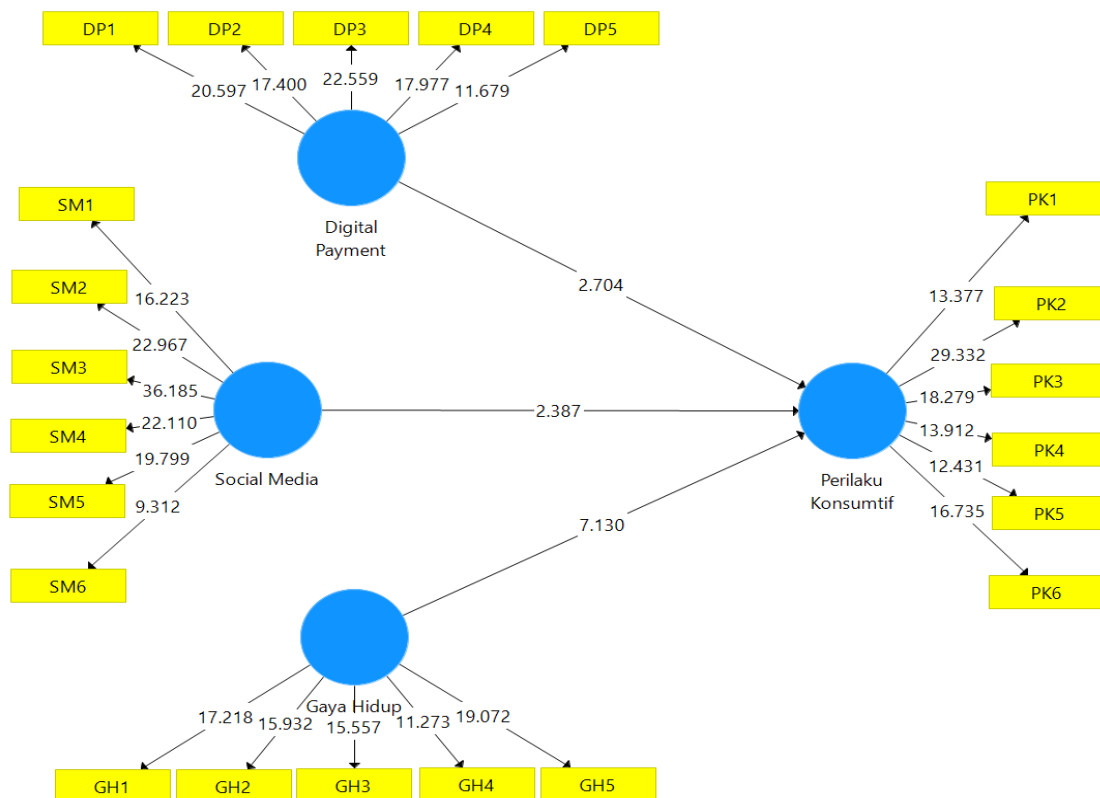 DP1
DP2
DP3
DP4
DP5
20.597
17.400
22.559
17.977
11.679
Digital
Payment
SM1
SM2
SM3
SM4
SM5
SM6
16.223
22.967
36.185
22.110
19.799
9.312
Social Media
2.704
2.387
7.130
Perilaku
Konsumtif
PK1
PK2
PK3
PK4
PK5
PK6
13.377
29.332
18.279
13.912
12.431
16.735
Gaya Hidup
17.218
15.932
15.557
11.273
19.072
GH1
GH2
GH3
GH4
GH5